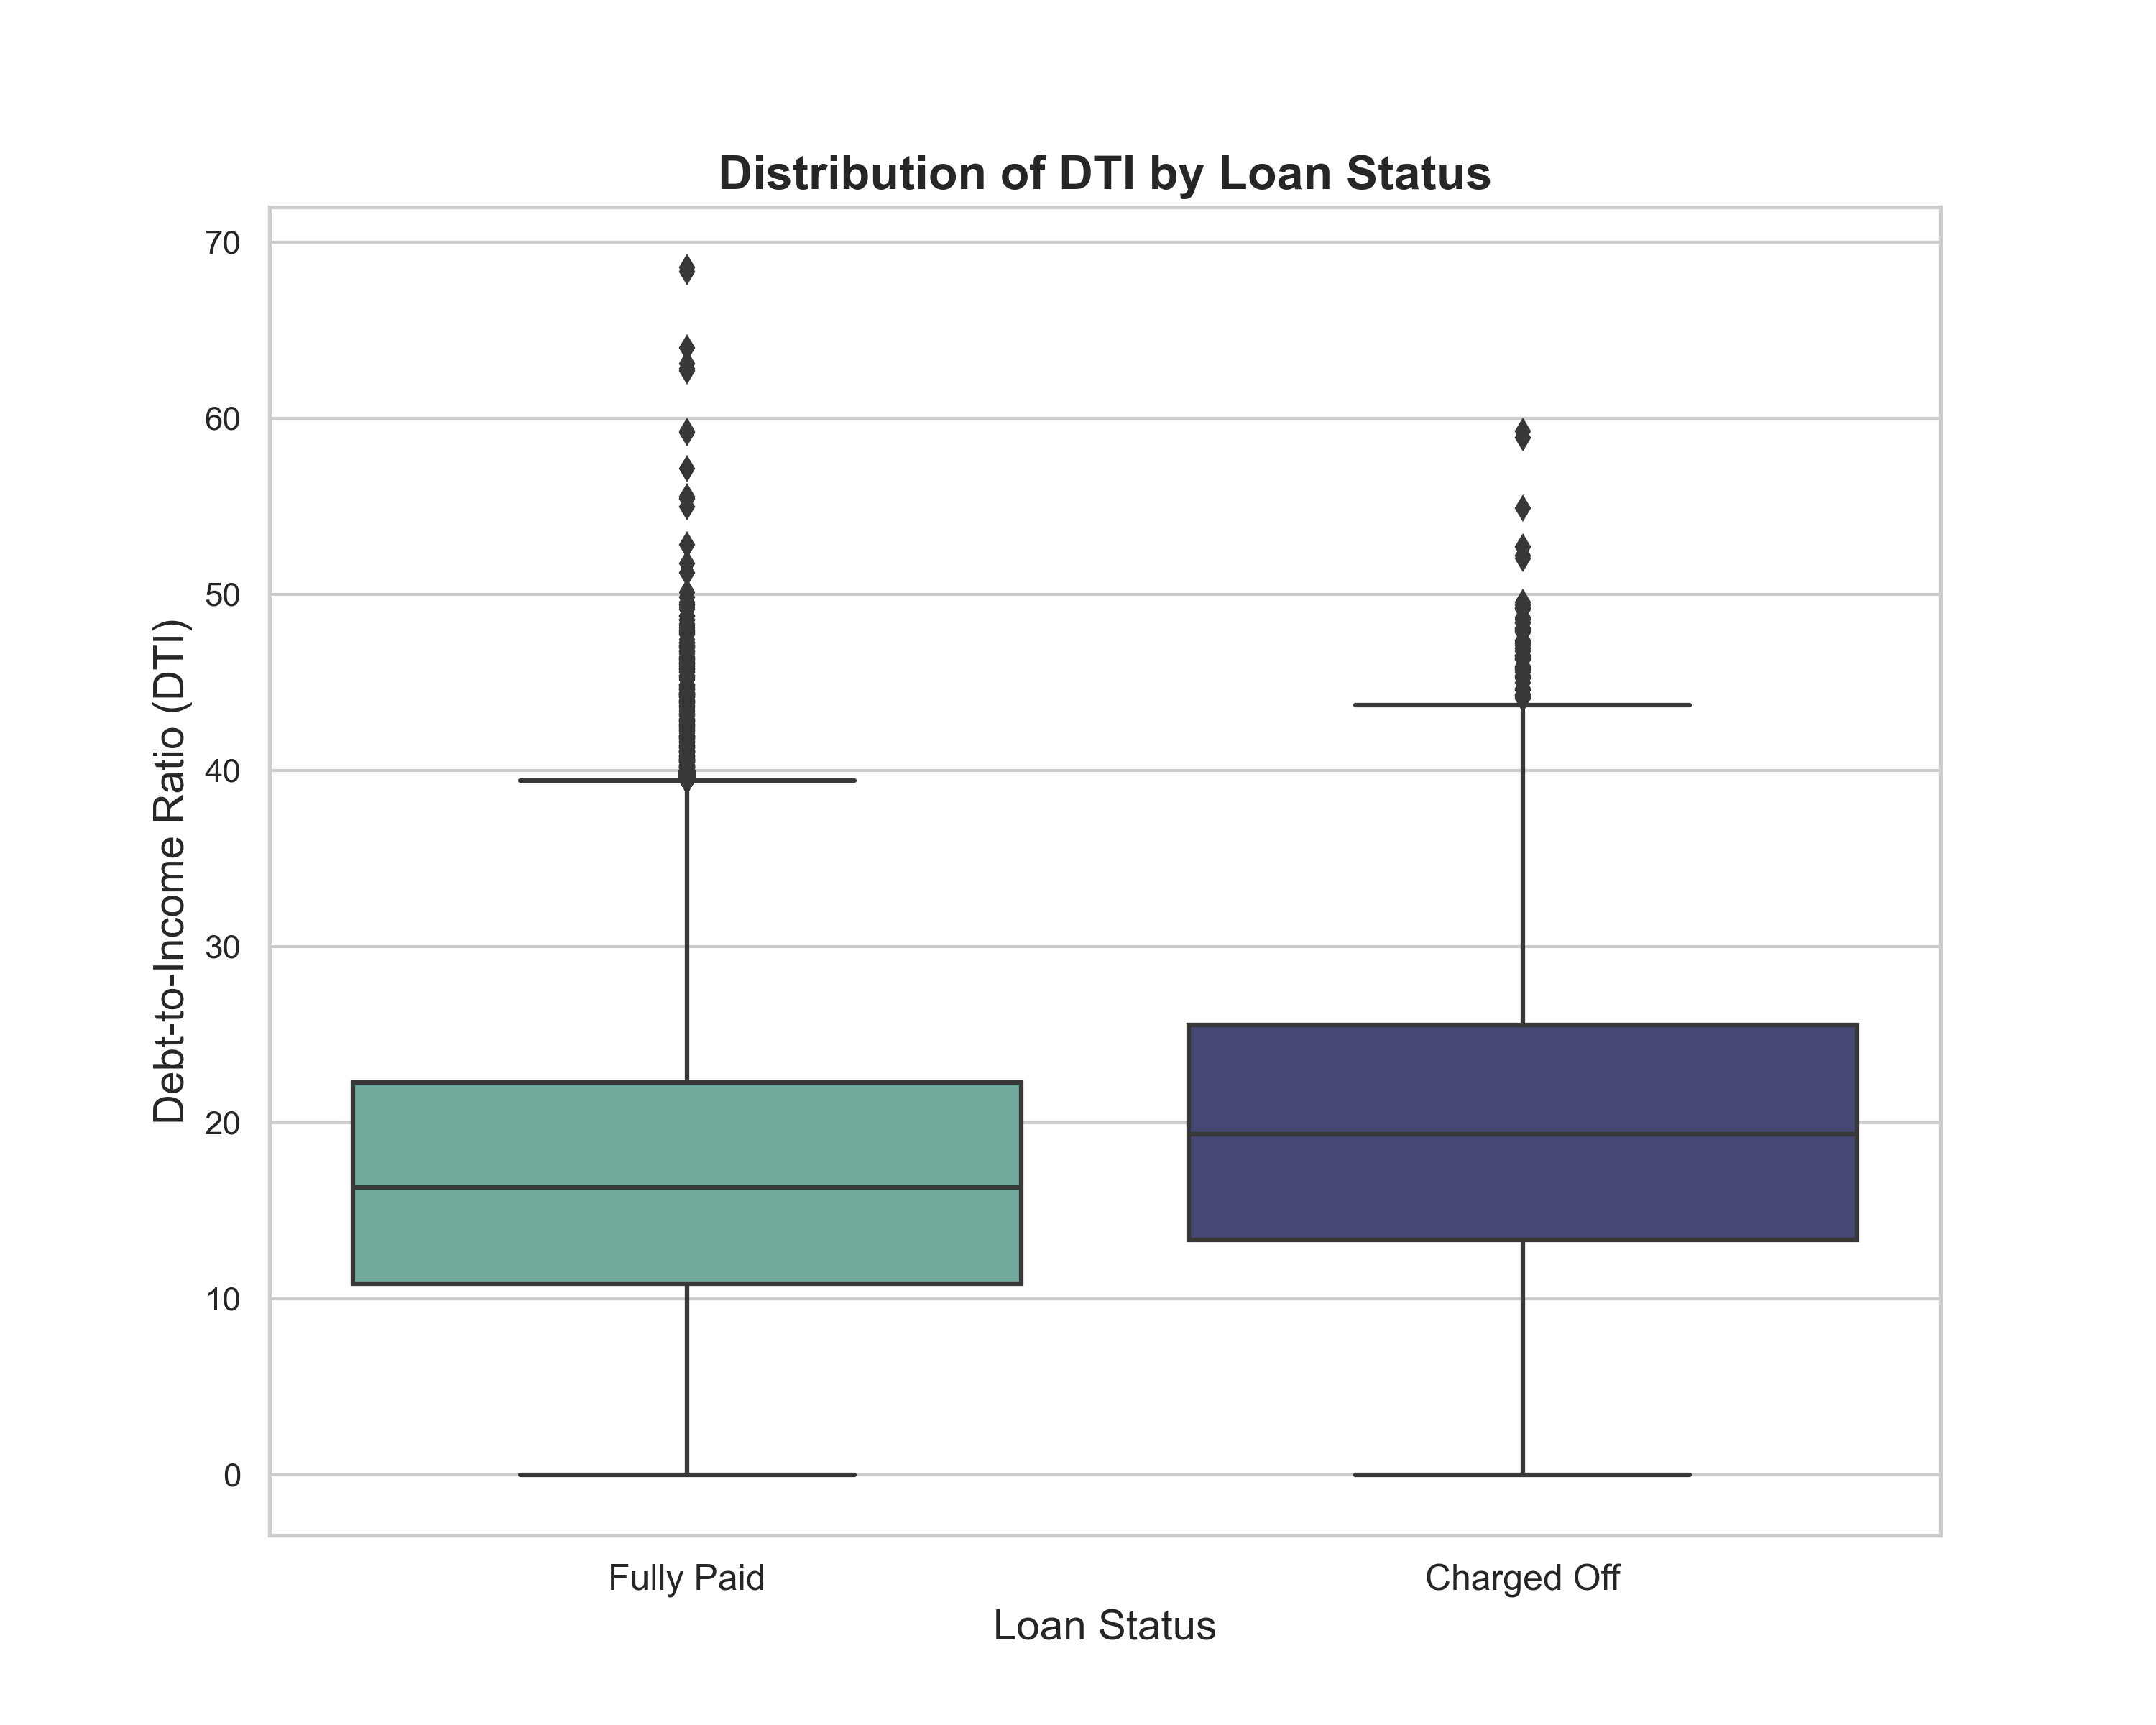 Distribution of DTI by Loan Status
Debt-to-Income Ratio (DTI)
70
60
50
40
30
20
10
0
Fully Paid
Charged Off
Loan Status